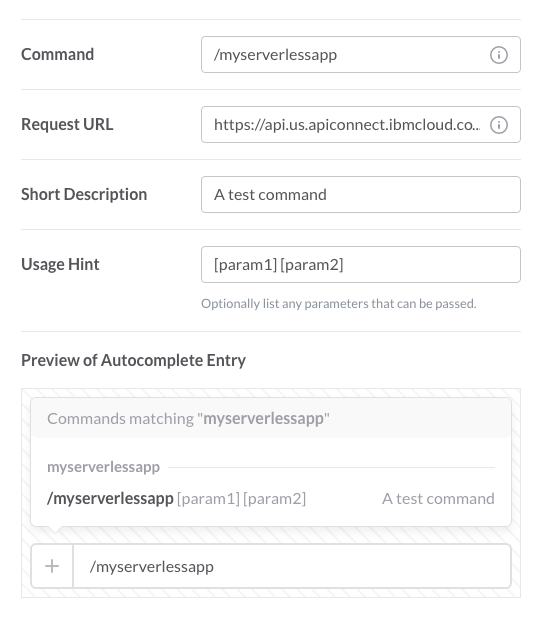 Command
/myserverlessapp
Request URL
https://api.us.apiconnect.ibmcloud.co...
Short Description
A test command
Usage Hint
[param1] [param2]
Optionally list any parameters that can be passed.
Preview of Autocomplete Entry
Commands matching "myserverlessapp"
myserverlessapp
/myserverlessapp [param1] [param2] A test command
/myserverlessapp